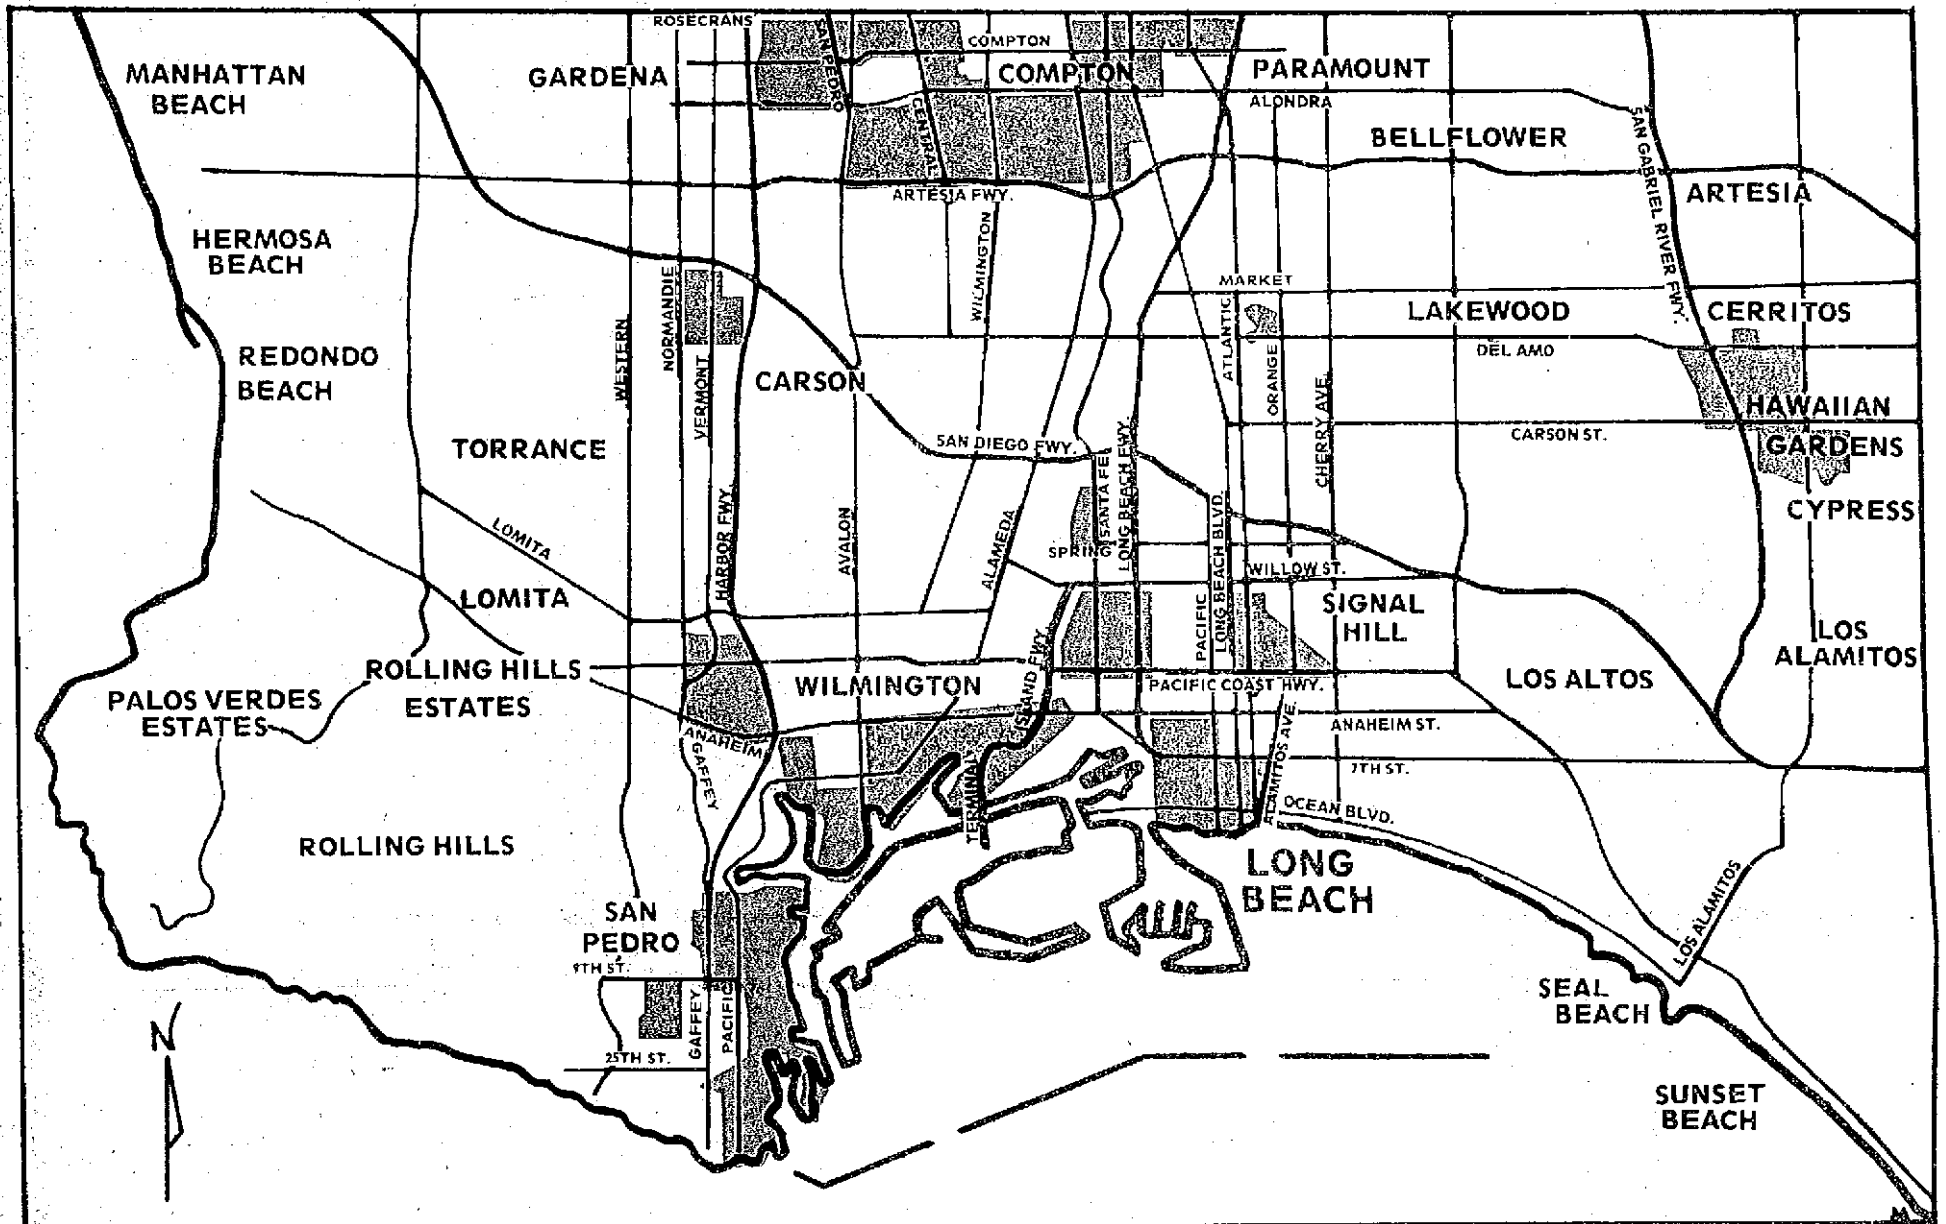 ROSECRANS
SAN PEDRO
COMPTON
MANHATTAN
BEACH
GARDENA
COMPTON
PARAMOUNT
ALONDRA
CENTRAL
SAN GABRIEL RIVER FWY.
BELLFLOWER
ARTESIA FWY.
ARTESIA
HERMOSA
BEACH
WILMINGTON
NORMANDIE
MARKET
LAKEWOOD
CERRITOS
ATLANTIC
ORANGE
DEL AMO
WESTERN
REDONDO
BEACH
VERMONT
CARSON
CHERRY AVE.
HAWAIIAN
GARDENS
CARSON ST.
TORRANCE
SAN DIEGO FWY.
SANTA FE
LONG BEACH FWY.
HARBOR FWY.
AVALON
ALAMEDA
LONG BEACH BLVD.
CYPRESS
LOMITA
SPRING
WILLOW ST.
LOMITA
PACIFIC
SIGNAL
HILL
LOS
ALAMITOS
ROLLING HILLS
ESTATES
PALOS VERDES
ESTATES
WILMINGTON
TERMINAL ISLAND FWY.
PACIFIC COAST HWY.
LOS ALTOS
ANAHEIM ST.
ALAMITOS AVE.
ANAHEIM
GAFFEY
7TH ST.
OCEAN BLVD.
ROLLING HILLS
LONG
BEACH
LOS ALAMITOS
SAN
PEDRO
9TH ST.
GAFFEY
PACIFIC
SEAL
BEACH
N
25TH ST.
SUNSET
BEACH